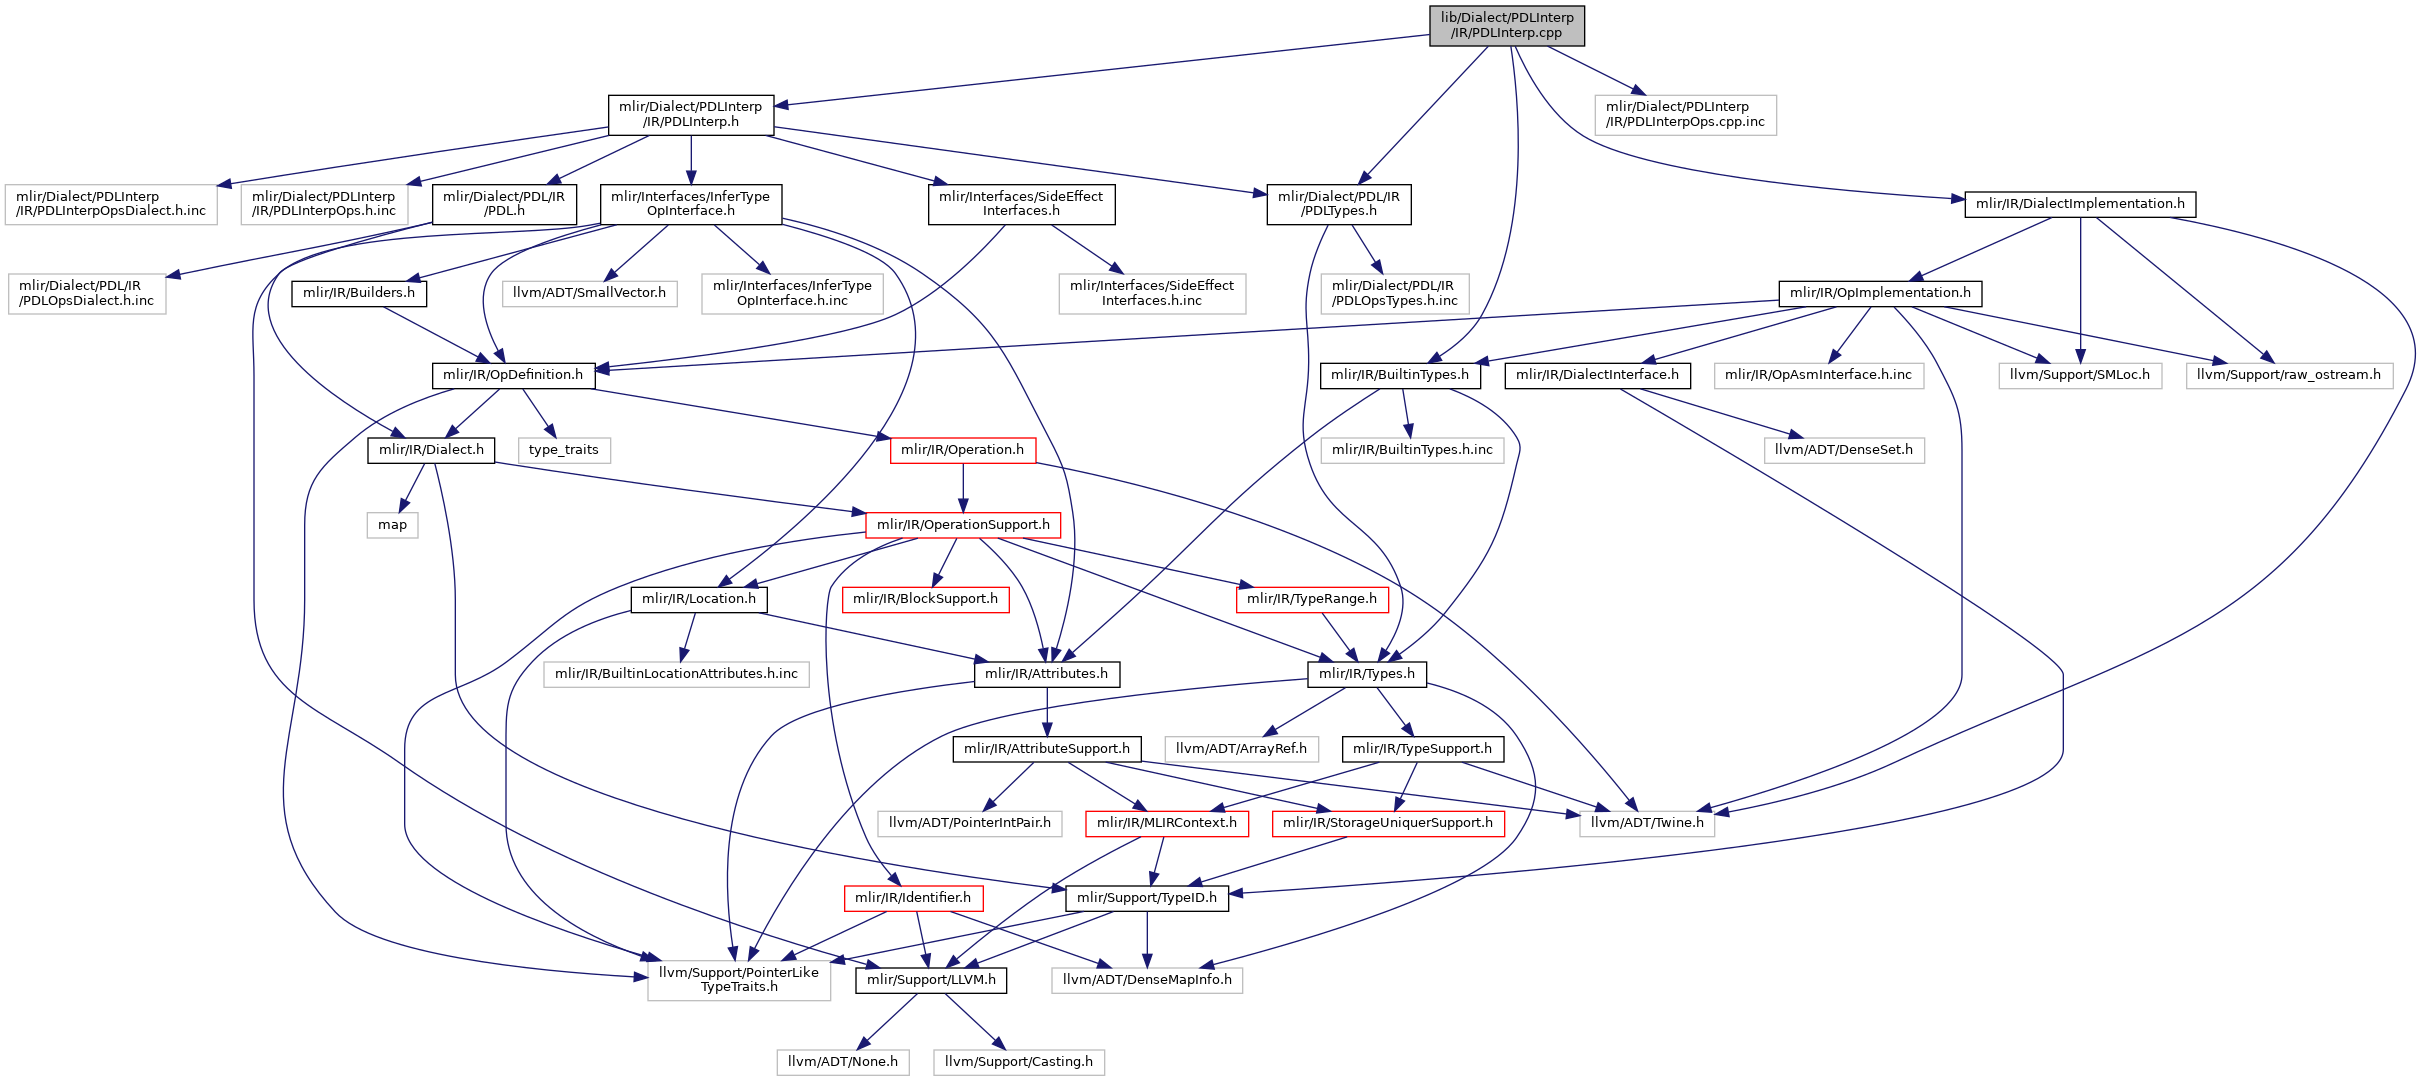 lib/Dialect/PDLInterp
/IR/PDLInterp.cpp
mlir/Dialect/PDLInterp
/IR/PDLInterp.h
mlir/Dialect/PDLInterp
/IR/PDLInterpOps.cpp.inc
mlir/Dialect/PDLInterp
/IR/PDLInterpOpsDialect.h.inc
mlir/Dialect/PDLInterp
/IR/PDLInterpOps.h.inc
mlir/Dialect/PDL/IR
/PDL.h
mlir/Interfaces/InferType
OpInterface.h
mlir/Interfaces/SideEffect
Interfaces.h
mlir/Dialect/PDL/IR
/PDLTypes.h
mlir/IR/DialectImplementation.h
mlir/Dialect/PDL/IR
/PDLOpsDialect.h.inc
mlir/IR/Builders.h
llvm/ADT/SmallVector.h
mlir/Interfaces/InferType
OpInterface.h.inc
mlir/Interfaces/SideEffect
Interfaces.h.inc
mlir/Dialect/PDL/IR
/PDLOpsTypes.h.inc
mlir/IR/OpImplementation.h
mlir/IR/OpDefinition.h
mlir/IR/BuiltinTypes.h
mlir/IR/DialectInterface.h
mlir/IR/OpAsmInterface.h.inc
llvm/Support/SMLoc.h
llvm/Support/raw_ostream.h
mlir/IR/Dialect.h
type_traits
mlir/IR/Operation.h
mlir/IR/BuiltinTypes.h.inc
llvm/ADT/DenseSet.h
map
mlir/IR/OperationSupport.h
mlir/IR/Location.h
mlir/IR/BlockSupport.h
mlir/IR/TypeRange.h
mlir/IR/BuiltinLocationAttributes.h.inc
mlir/IR/Attributes.h
mlir/IR/Types.h
mlir/IR/AttributeSupport.h
llvm/ADT/ArrayRef.h
mlir/IR/TypeSupport.h
llvm/ADT/PointerIntPair.h
mlir/IR/MLIRContext.h
mlir/IR/StorageUniquerSupport.h
llvm/ADT/Twine.h
mlir/IR/Identifier.h
mlir/Support/TypeID.h
llvm/Support/PointerLike
TypeTraits.h
mlir/Support/LLVM.h
llvm/ADT/DenseMapInfo.h
llvm/ADT/None.h
llvm/Support/Casting.h